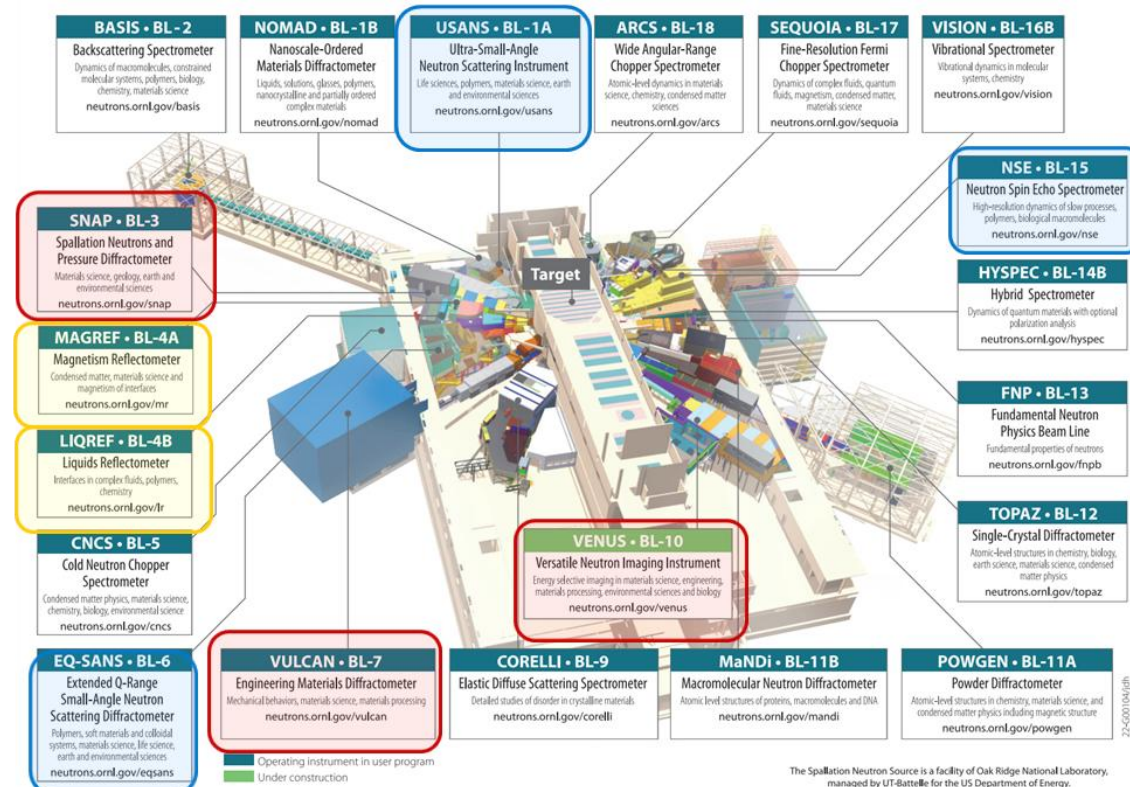 BASIS • BL-2
Backscattering Spectrometer
Dynamics of macromolecules, constrained
molecular systems, polymers, biology,
chemistry, materials science
neutrons.ornl.gov/basis
NOMAD • BL-1B
Nanoscale-Ordered
Materials Diffractometer
Liquids, solutions, glasses, polymers,
nanocrystalline and partially ordered
complex materials
neutrons.ornl.gov/nomad
USANS • BL-1A
Ultra-Small-Angle
Neutron Scattering Instrument
Life sciences, polymers, materials science, earth
and environmental sciences
neutrons.ornl.gov/usans
ARCS • BL-18
Wide Angular-Range
Chopper Spectrometer
Atomic-level dynamics in materials
science, chemistry, condensed matter
sciences
neutrons.ornl.gov/arcs
SEQUOIA • BL-17
Fine-Resolution Fermi
Chopper Spectrometer
Dynamics of complex fluids, quantum
fluids, magnetism, condensed matter,
materials science
neutrons.ornl.gov/sequoia
VISION • BL-16B
Vibrational Spectrometer
Vibrational dynamics in molecular
systems, chemistry
neutrons.ornl.gov/vision
NSE • BL-15
Neutron Spin Echo Spectrometer
High-resolution dynamics of slow processes,
polymers, biological macromolecules
neutrons.ornl.gov/nse
SNAP • BL-3
Spallation Neutrons and
Pressure Diffractometer
Materials science, geology, earth and
environmental sciences
neutrons.ornl.gov/snap
Target
HYSPEC • BL-14B
Hybrid Spectrometer
Dynamics of quantum materials with optional
polarization analysis
neutrons.ornl.gov/hyspec
MAGREF • BL-4A
Magnetism Reflectometer
Condensed matter, materials science and
magnetism of interfaces
neutrons.ornl.gov/mr
FNP • BL-13
Fundamental Neutron
Physics Beam Line
Fundamental properties of neutrons
neutrons.ornl.gov/fnpb
LIQREF • BL-4B
Liquids Reflectometer
Interfaces in complex fluids, polymers,
chemistry
neutrons.ornl.gov/lr
TOPAZ • BL-12
Single-Crystal Diffractometer
Atomic-level structures in chemistry, biology,
earth science, materials science, condensed
matter physics
neutrons.ornl.gov/topaz
CNCS • BL-5
Cold Neutron Chopper
Spectrometer
Condensed matter physics, materials science,
chemistry, biology, environmental science
neutrons.ornl.gov/cncs
VENUS • BL-10
Versatile Neutron Imaging Instrument
Energy selective imaging in materials science, engineering,
materials processing, environmental sciences and biology
neutrons.ornl.gov/venus
EQ-SANS • BL-6
Extended Q-Range
Small-Angle Neutron
Scattering Diffractometer
Polymers, soft materials and colloidal
systems, materials science, life science,
earth and environmental sciences
neutrons.ornl.gov/eqsans
VULCAN • BL-7
Engineering Materials Diffractometer
Mechanical behaviors, materials science, materials processing
neutrons.ornl.gov/vulcan
CORELLI • BL-9
Elastic Diffuse Scattering Spectrometer
Detailed studies of disorder in crystalline materials
neutrons.ornl.gov/corelli
MaNDi • BL-11B
Macromolecular Neutron Diffractometer
Atomic level structures of proteins, macromolecules and DNA
neutrons.ornl.gov/mandi
POWGEN • BL-11A
Powder Diffractometer
Atomic-level structures in chemistry, materials science, and
condensed matter physics including magnetic structure
neutrons.ornl.gov/powgen
22-G00104/jdh
Operating instrument in user program
Under construction
The Spallation Neutron Source is a facility of Oak Ridge National Laboratory,
managed by UT-Battelle for the US Department of Energy.